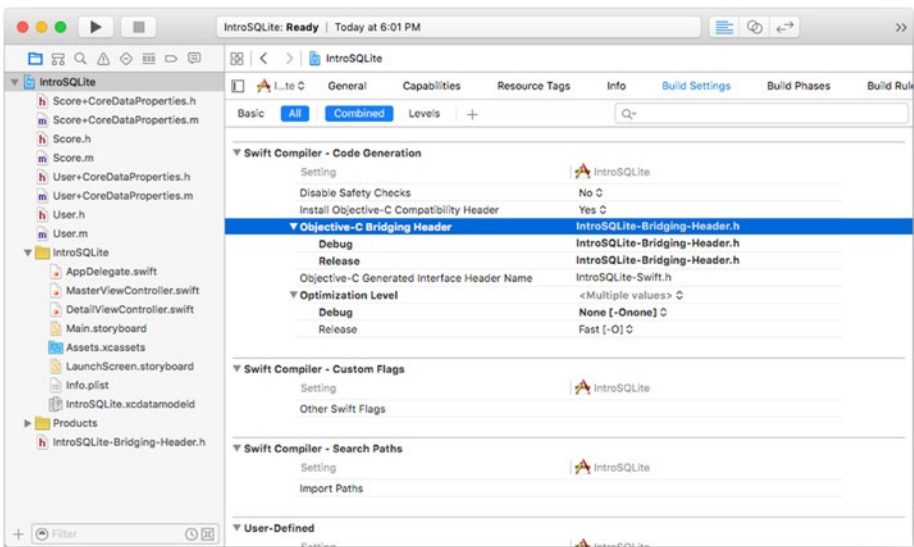 IntroSQLite: Ready | Today at 6:01 PM
IntroSQLite
IntroSQLite
Score+CoreDataProperties.h
Score+CoreDataProperties.m
Score.h
Score.m
User+CoreDataProperties.h
User+CoreDataProperties.m
User.h
User.m
IntroSQLite
AppDelegate.swift
MasterViewController.swift
DetailViewController.swift
Main.storyboard
Assets.xcassets
LaunchScreen.storyboard
Info.plist
IntroSQLite.xcdatamodeld
Products
IntroSQLite-Bridging-Header.h
Filter
I...te General Capabilities Resource Tags Info Build Settings Build Phases Build Rule
Basic All Combined Levels +
Swift Compiler - Code Generation
Setting IntroSQLite
Disable Safety Checks No
Install Objective-C Compatibility Header Yes
Objective-C Bridging Header IntroSQLite-Bridging-Header.h
Debug IntroSQLite-Bridging-Header.h
Release IntroSQLite-Bridging-Header.h
Objective-C Generated Interface Header Name IntroSQLite-Swift.h
Optimization Level <Multiple values>
Debug None [-Onone]
Release Fast [-O]
Swift Compiler - Custom Flags
Setting IntroSQLite
Other Swift Flags
Swift Compiler - Search Paths
Setting IntroSQLite
Import Paths
User-Defined
Setting IntroSQLite